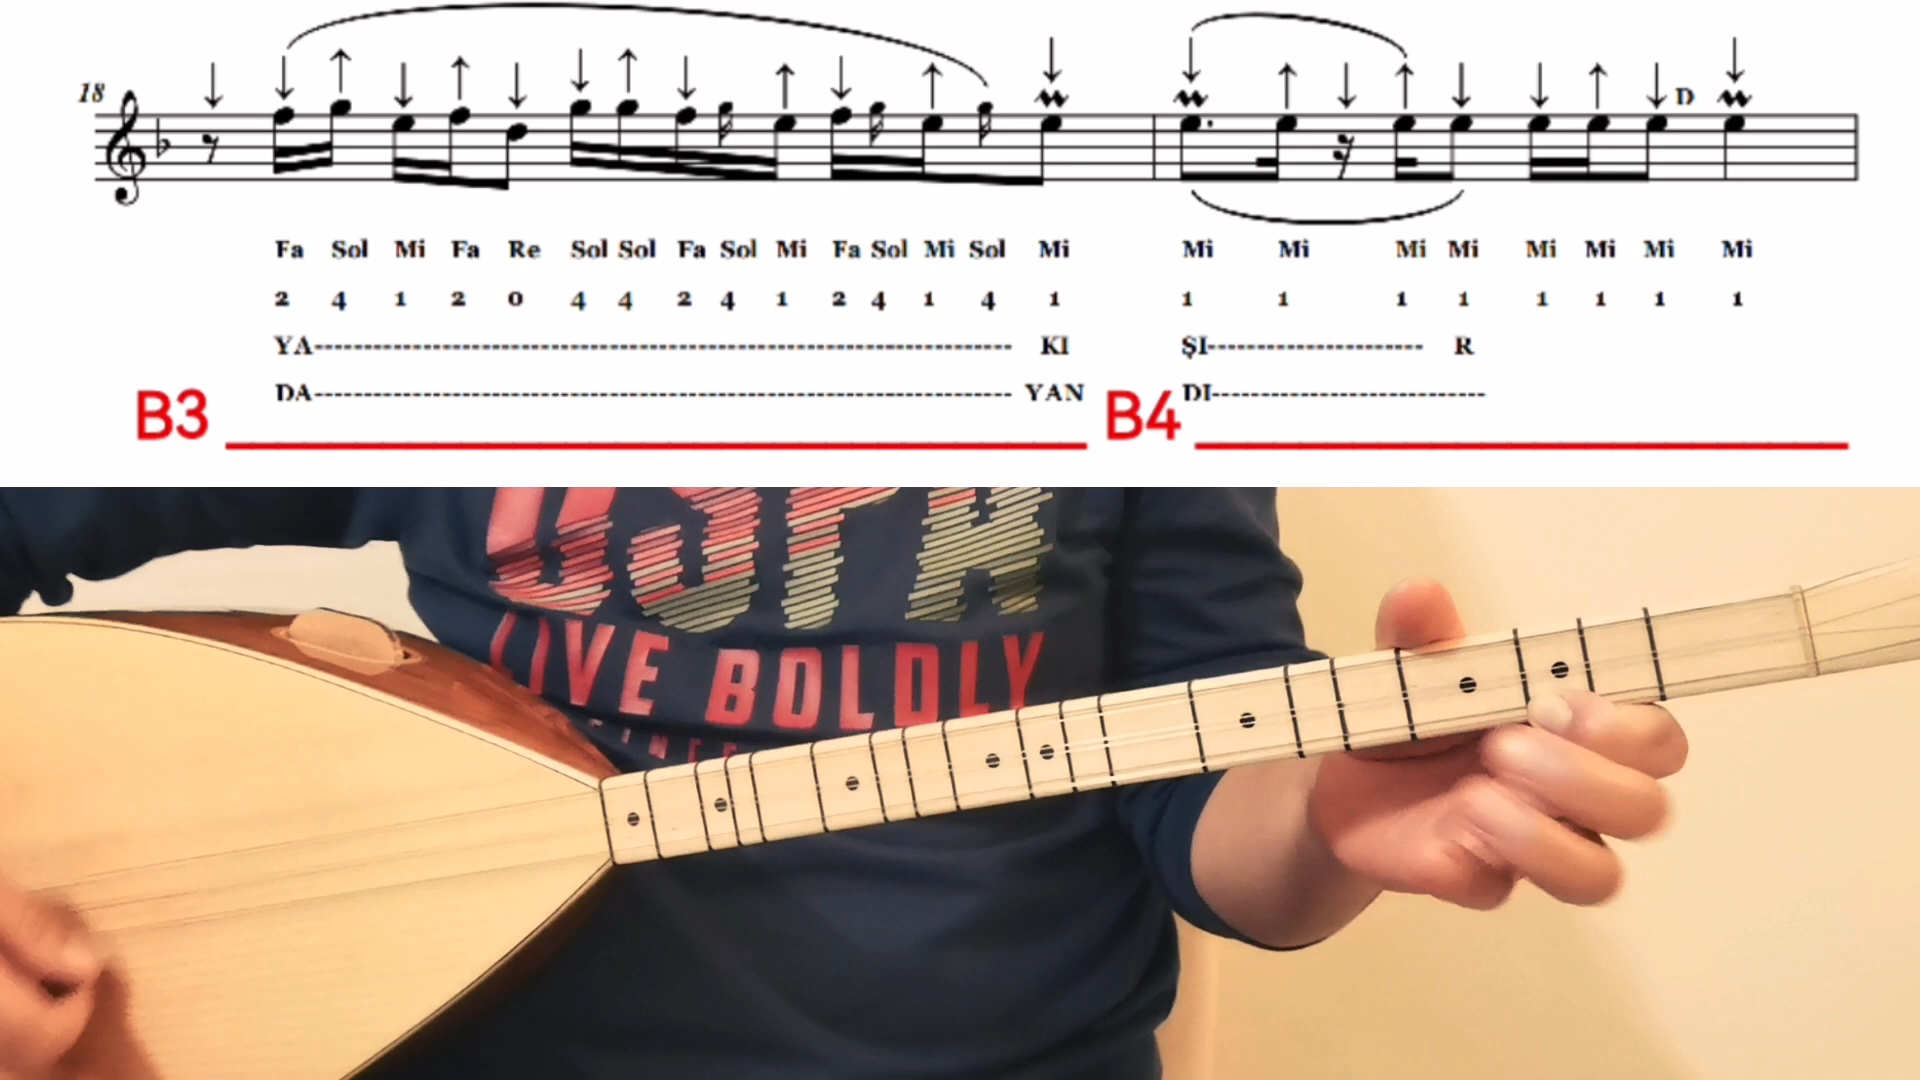 18
D
Fa Sol Mi Fa Re Sol Sol Fa Sol Mi Fa Sol Mi Sol Mi Mi Mi Mi Mi Mi Mi Mi Mi
2 4 1 2 0 4 4 2 4 1 2 4 1 4 1 1 1 1 1 1 1 1 1
YA------------------------------ KI ŞI---------------------- R
DA------------------------------ YAN DI---------------------------
B3 B4
LIVE BOLDLY